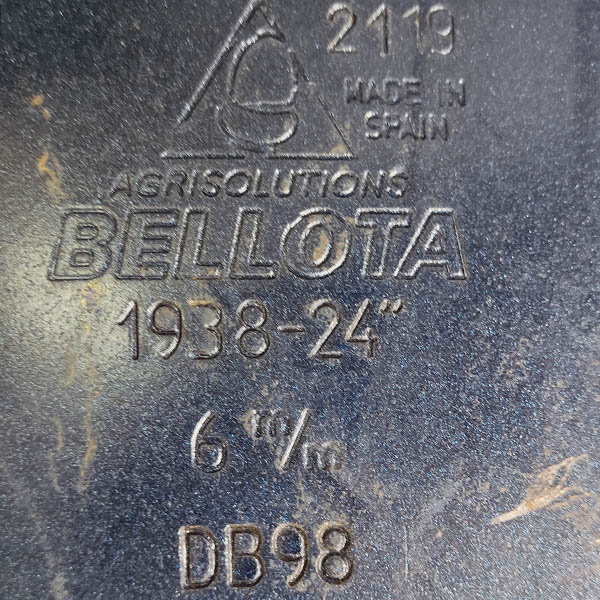 2119
MADE IN
SPAIN
AGRISOLUTIONS
BELLOTA
1938-24"
6 m/m
DB98